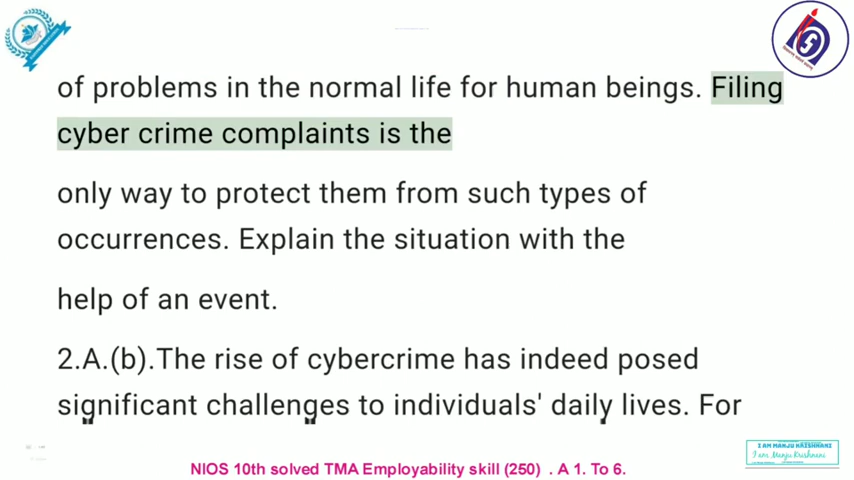 of problems in the normal life for human beings. Filing
cyber crime complaints is the
only way to protect them from such types of
occurrences. Explain the situation with the
help of an event.
2.A.(b).The rise of cybercrime has indeed posed
significant challenges to individuals' daily lives. For
I AM MANJU KRISHNANI
I am Manju Krishnani
NIOS 10th solved TMA Employability skill (250) . A 1. To 6.